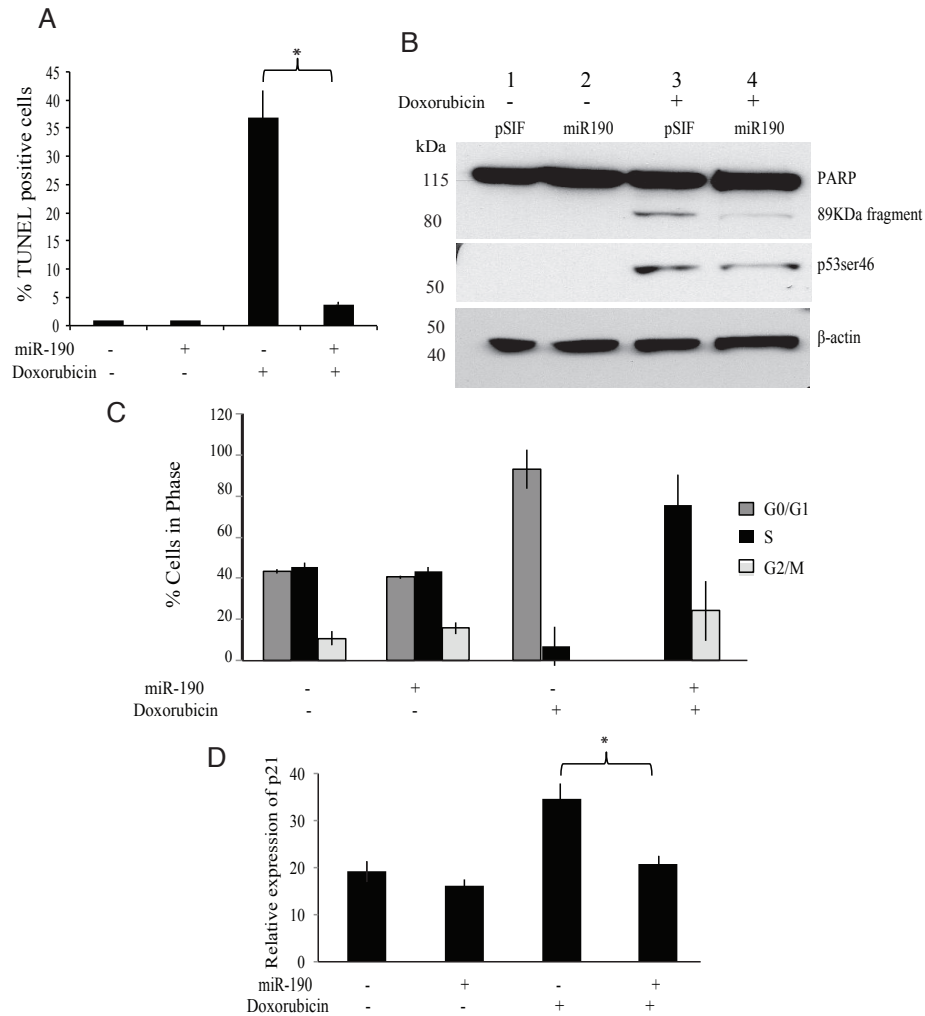 A
*
% TUNEL positive cells
45
40
35
30
25
20
15
10
5
0
miR-190 - + - +
Doxorubicin - - + +
B
1 2 3 4
Doxorubicin - - + +
pSIF miR190 pSIF miR190
kDa
115
PARP
80
89KDa fragment
p53ser46
50
50
β-actin
40
C
% Cells in Phase
120
100
80
60
40
20
0
G0/G1
S
G2/M
miR-190 - + - +
Doxorubicin - - + +
D
*
Relative expression of p21
40
30
20
10
0
miR-190 - + - +
Doxorubicin - - + +